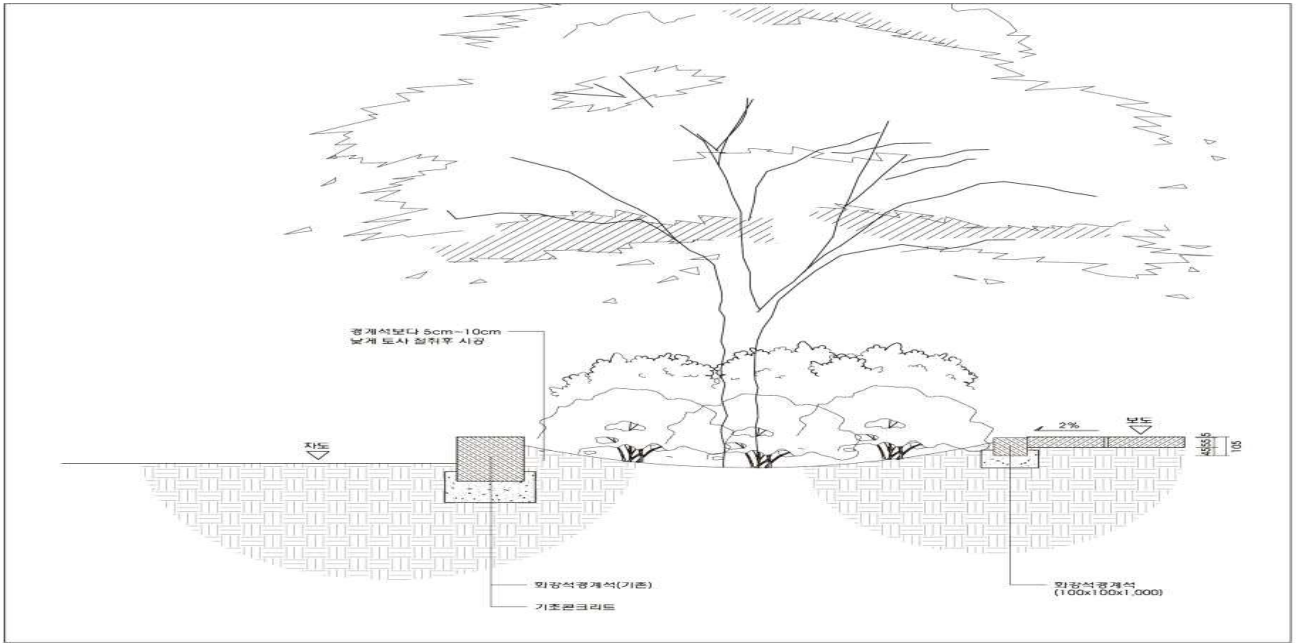 경계석보다 5cm~10cm
낮게 토사 절취후 시공
차도
2%
보도
105
화강석경계석(기존)
기초콘크리트
화강석경계석
(100x100x1,000)